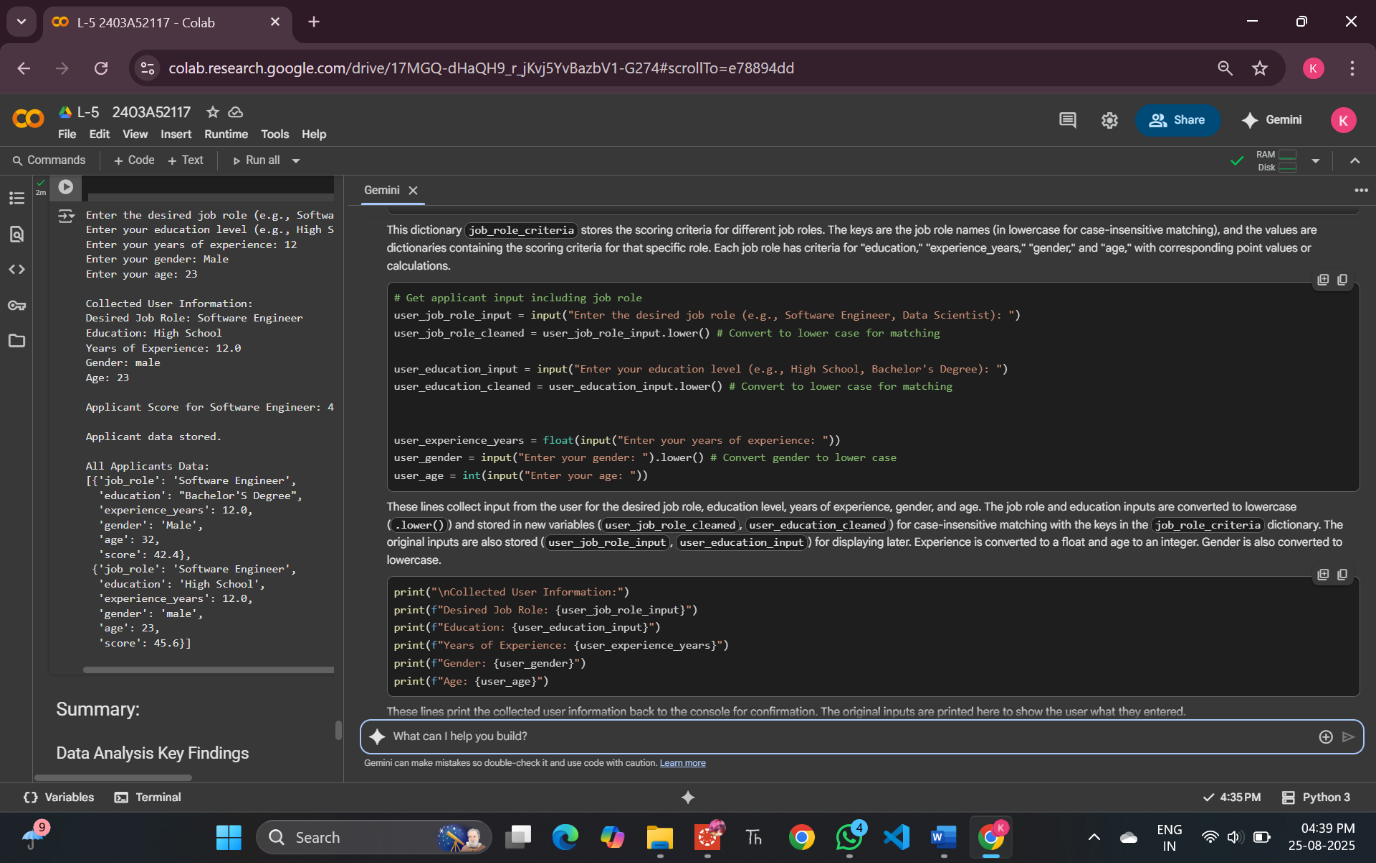 L-5 2403A52117 - Colab
colab.research.google.com/drive/17MGQ-dHaQH9_r_jKvj5YvBazbV1-G274#scrollTo=e78894dd
K
L-5 2403A52117
File Edit View Insert Runtime Tools Help
Share
Gemini
K
Commands + Code + Text Run all
RAM
Disk
2m
Enter the desired job role (e.g., Softwa
Enter your education level (e.g., High S
Enter your years of experience: 12
Enter your gender: Male
Enter your age: 23
Collected User Information:
Desired Job Role: Software Engineer
Education: High School
Years of Experience: 12.0
Gender: male
Age: 23
Applicant Score for Software Engineer: 4
Applicant data stored.
All Applicants Data:
[{'job_role': 'Software Engineer',
'education': "Bachelor'S Degree",
'experience_years': 12.0,
'gender': 'Male',
'age': 32,
'score': 42.4},
{'job_role': 'Software Engineer',
'education': 'High School',
'experience_years': 12.0,
'gender': 'male',
'age': 23,
'score': 45.6}]
Summary:
Data Analysis Key Findings
Gemini
This dictionary job_role_criteria stores the scoring criteria for different job roles. The keys are the job role names (in lowercase for case-insensitive matching), and the values are
dictionaries containing the scoring criteria for that specific role. Each job role has criteria for "education," "experience_years," "gender," and "age," with corresponding point values or
calculations.
# Get applicant input including job role
user_job_role_input = input("Enter the desired job role (e.g., Software Engineer, Data Scientist): ")
user_job_role_cleaned = user_job_role_input.lower() # Convert to lower case for matching
user_education_input = input("Enter your education level (e.g., High School, Bachelor's Degree): ")
user_education_cleaned = user_education_input.lower() # Convert to lower case for matching
user_experience_years = float(input("Enter your years of experience: "))
user_gender = input("Enter your gender: ").lower() # Convert gender to lower case
user_age = int(input("Enter your age: "))
These lines collect input from the user for the desired job role, education level, years of experience, gender, and age. The job role and education inputs are converted to lowercase
( .lower() ) and stored in new variables ( user_job_role_cleaned , user_education_cleaned ) for case-insensitive matching with the keys in the job_role_criteria dictionary. The
original inputs are also stored ( user_job_role_input , user_education_input ) for displaying later. Experience is converted to a float and age to an integer. Gender is also converted to
lowercase.
print("\nCollected User Information:")
print(f"Desired Job Role: {user_job_role_input}")
print(f"Education: {user_education_input}")
print(f"Years of Experience: {user_experience_years}")
print(f"Gender: {user_gender}")
print(f"Age: {user_age}")
These lines print the collected user information back to the console for confirmation. The original inputs are printed here to show the user what they entered.
What can I help you build?
Gemini can make mistakes so double-check it and use code with caution. Learn more
Variables Terminal
4:35 PM Python 3
9
Search
Th
4
K
ENG
IN
04:39 PM
25-08-2025